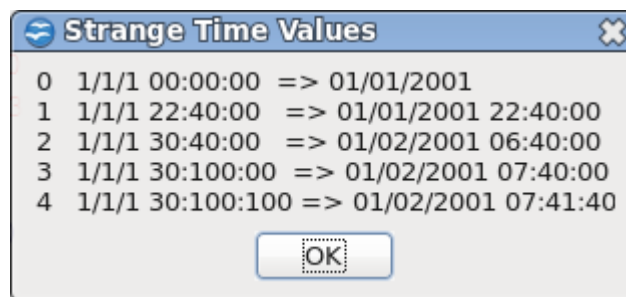 Strange Time Values
0 1/1/1 00:00:00 => 01/01/2001
1 1/1/1 22:40:00 => 01/01/2001 22:40:00
2 1/1/1 30:40:00 => 01/02/2001 06:40:00
3 1/1/1 30:100:00 => 01/02/2001 07:40:00
4 1/1/1 30:100:100 => 01/02/2001 07:41:40
OK